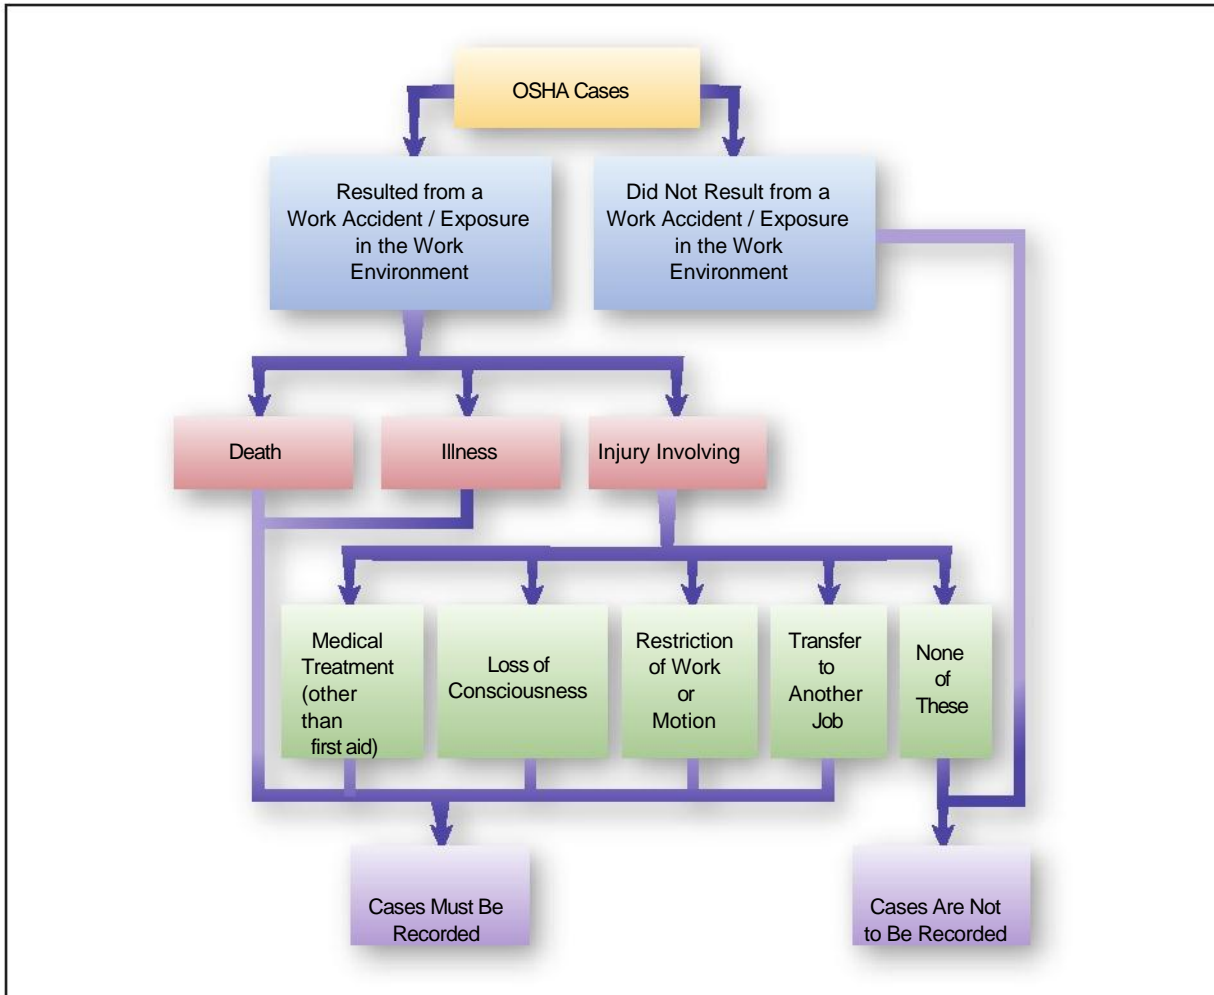 OSHA Cases
Resulted from a
Work Accident / Exposure
in the Work
Environment
Did Not Result from a
Work Accident / Exposure
in the Work
Environment
Death
Illness
Injury Involving
Medical
Treatment
(other
than
first aid)
Loss of
Consciousness
Restriction
of Work
or
Motion
Transfer
to
Another
Job
None
of
These
Cases Must Be
Recorded
Cases Are Not
to Be Recorded